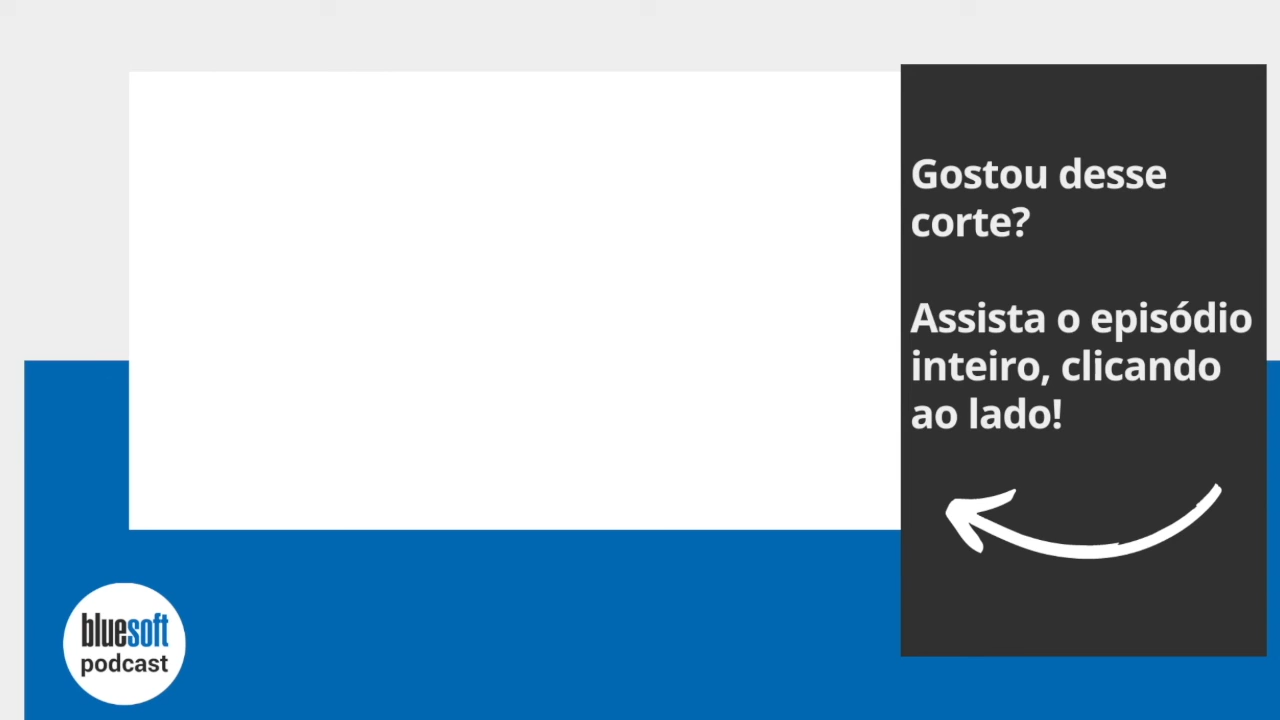 Gostou desse
corte?
Assista o episódio
inteiro, clicando
ao lado!
bluesoft
podcast